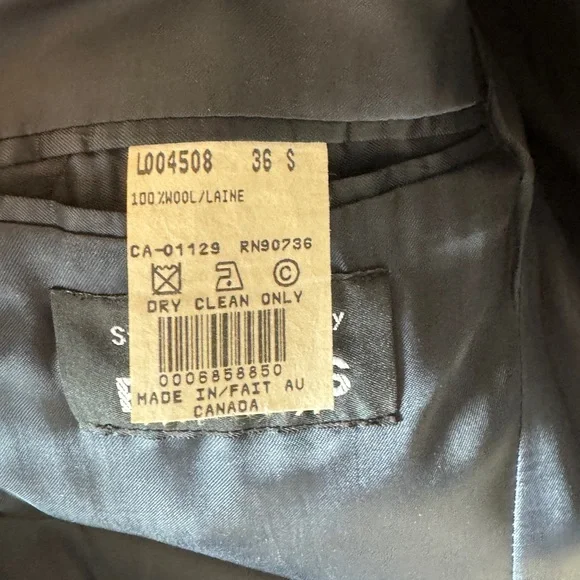 L004508 36 S
100%WOOL/LAINE
CA-01129 RN90736
DRY CLEAN ONLY
0006858850
MADE IN/FAIT AU
CANADA